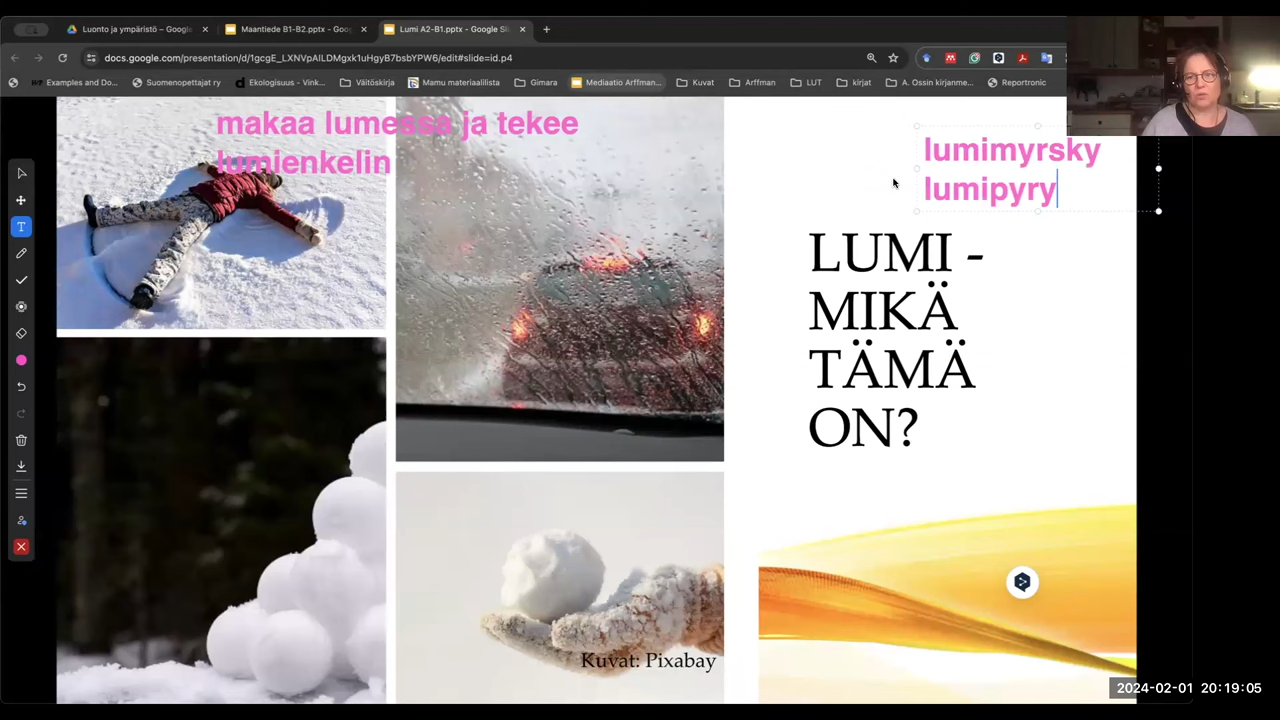 Luonto ja ympäristö – Google
Maantiede B1-B2.pptx - Goog
Lumi A2-B1.pptx - Google Sl
docs.google.com/presentation/d/1gcgE_LXNVpAILDMgxk1uHgyB7bsbYPW6/edit#slide=id.p4
Examples and Do...
Suomenopettajat ry
Ekologisuus - Vink...
Väitöskirja
Mamu materiaalilista
Gimara
Mediaatio Arffman...
Kuvat
Arffman
LUT
kirjat
A. Ossin kirjanme...
Reportronic
makaa lumessa ja tekee
lumienkelin
lumimyrsky
lumipyry
LUMI -
MIKÄ
TÄMÄ
ON?
Kuvat: Pixabay
2024-02-01 20:19:05